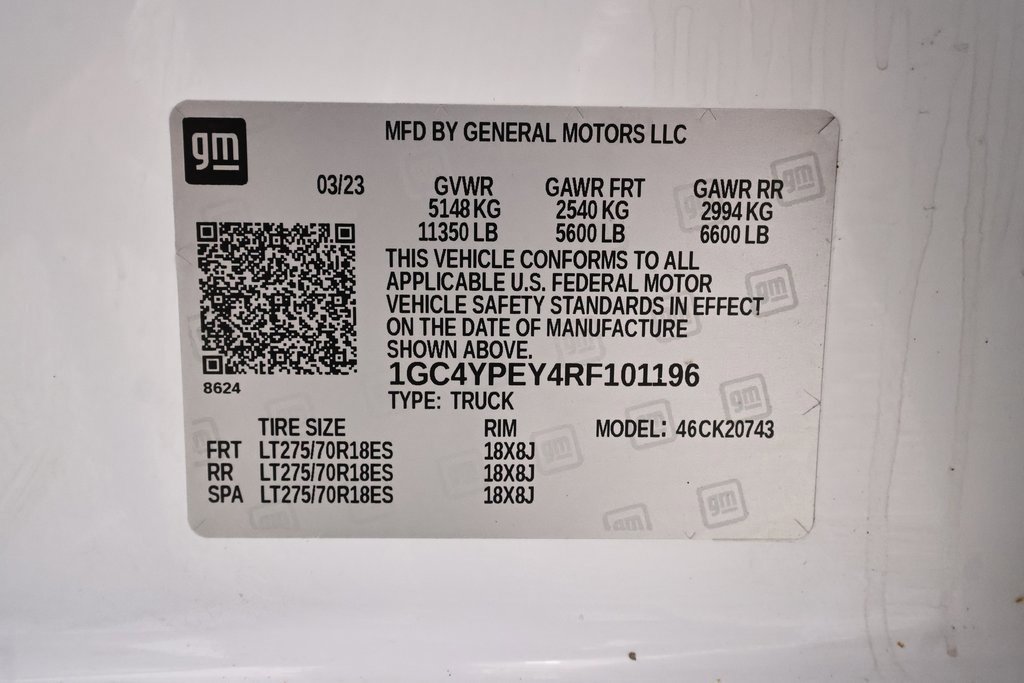 gm
MFD BY GENERAL MOTORS LLC
03/23 GVWR GAWR FRT GAWR RR
5148 KG 2540 KG 2994 KG
11350 LB 5600 LB 6600 LB
THIS VEHICLE CONFORMS TO ALL
APPLICABLE U.S. FEDERAL MOTOR
VEHICLE SAFETY STANDARDS IN EFFECT
ON THE DATE OF MANUFACTURE
SHOWN ABOVE.
8624
1GC4YPEY4RF101196
TYPE: TRUCK
TIRE SIZE RIM MODEL: 46CK20743
FRT LT275/70R18ES 18X8J
RR LT275/70R18ES 18X8J
SPA LT275/70R18ES 18X8J